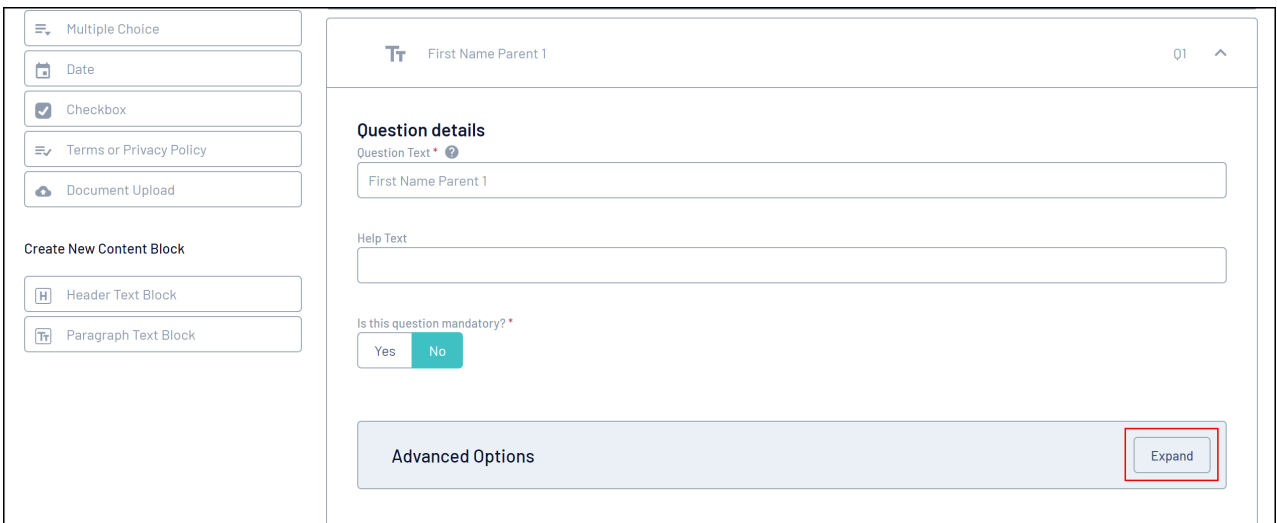 Multiple Choice
Date
Checkbox
Terms or Privacy Policy
Document Upload
Create New Content Block
H Header Text Block
Tт Paragraph Text Block
Tт First Name Parent 1 Q1
Question details
Question Text * ?
First Name Parent 1
Help Text
Is this question mandatory? *
Yes No
Advanced Options Expand